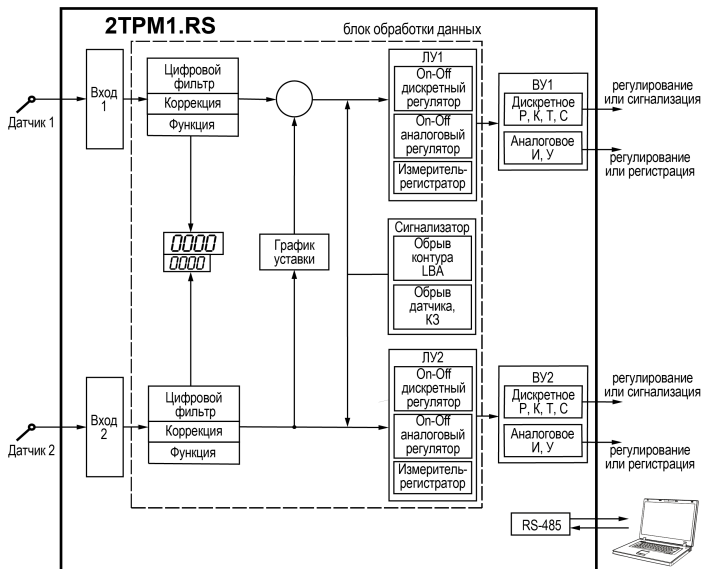 2ТРМ1.RS
блок обработки данных
Датчик 1
Вход
1
Цифровой
фильтр
Коррекция
Функция
ЛУ1
On-Off
дискретный
регулятор
On-Off
аналоговый
регулятор
Измеритель-
регистратор
ВУ1
Дискретное
Р, К, Т, С
Аналоговое
И, У
регулирование
или сигнализация
регулирование
или регистрация
0000
0000
График
уставки
Сигнализатор
Обрыв
контура
LBA
Обрыв
датчика,
КЗ
Датчик 2
Вход
2
Цифровой
фильтр
Коррекция
Функция
ЛУ2
On-Off
дискретный
регулятор
On-Off
аналоговый
регулятор
Измеритель-
регистратор
ВУ2
Дискретное
Р, К, Т, С
Аналоговое
И, У
регулирование
или сигнализация
регулирование
или регистрация
RS-485